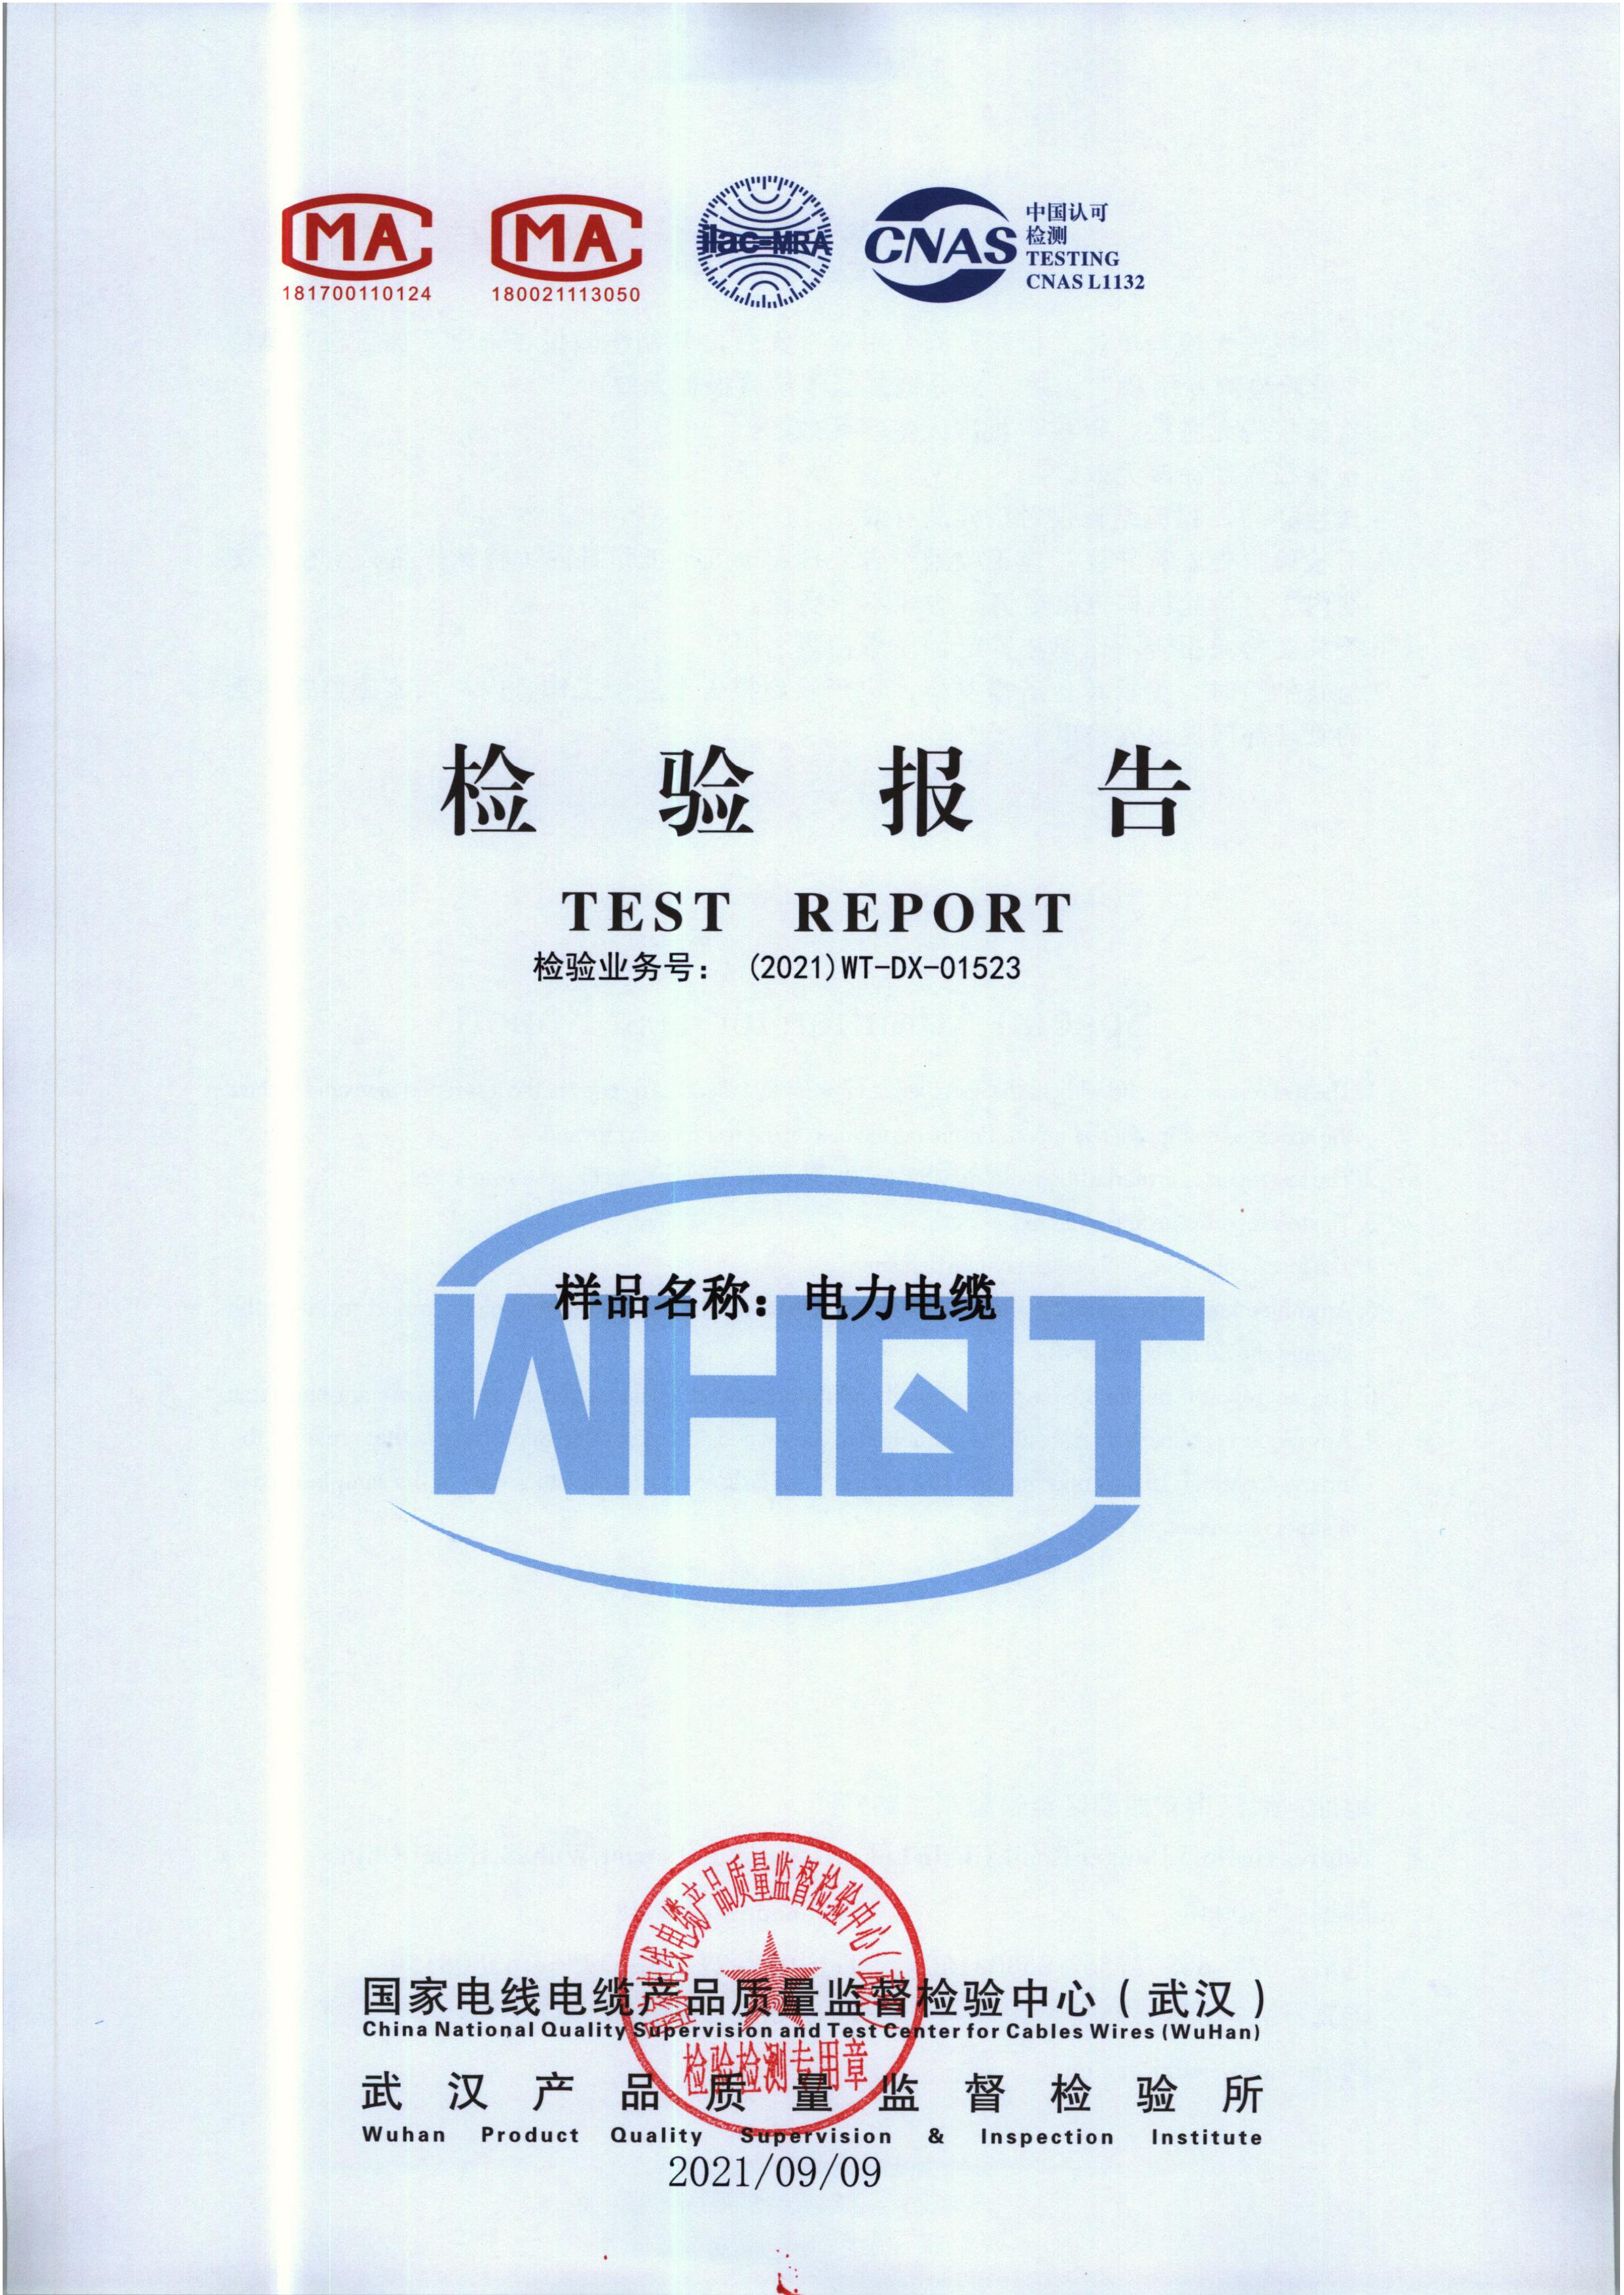 MA
181700110124
MA
180021113050
ilac-MRA
CNAS
中国认可
检测
TESTING
CNAS L1132
检验报告
TEST REPORT
检验业务号： (2021)WT-DX-01523
样品名称：电力电缆
WHQT
国家电线电缆产品质量监督检验中心（武汉）
检验检测专用章
国家电线电缆产品质量监督检验中心（武汉）
China National Quality Supervision and Test Center for Cables Wires (WuHan)
武汉产品质量监督检验所
Wuhan Product Quality Supervision & Inspection Institute
2021/09/09